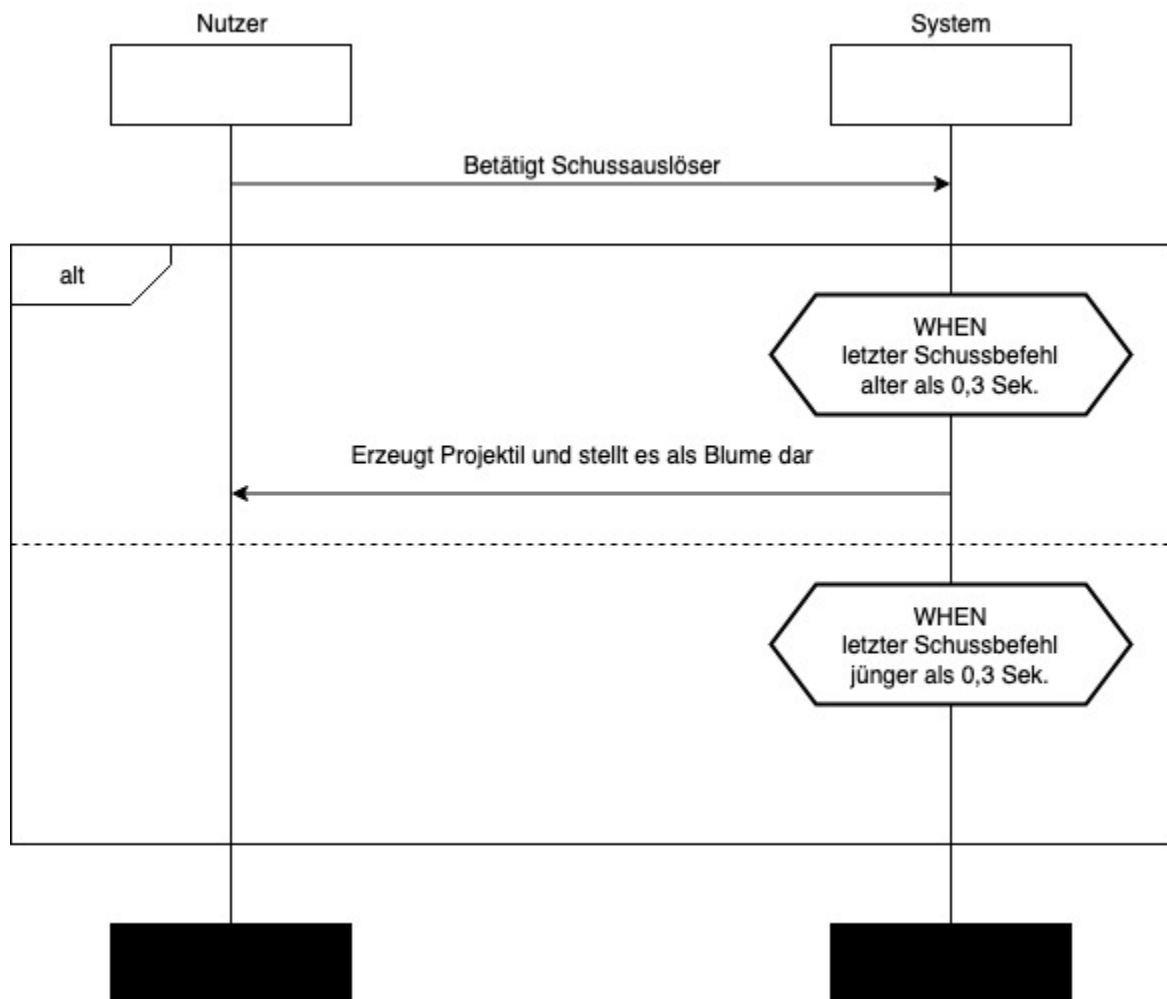 Nutzer
System
Betätigt Schussauslöser
alt
WHEN
letzter Schussbefehl
alter als 0,3 Sek.
Erzeugt Projektil und stellt es als Blume dar
WHEN
letzter Schussbefehl
jünger als 0,3 Sek.